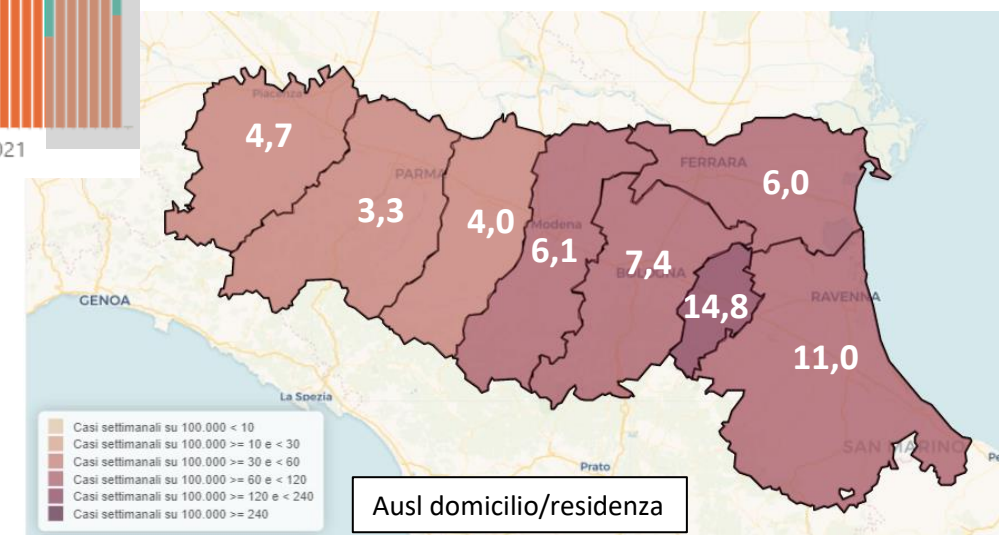 021
Piacenza
4,7
PARMA
3,3
4,0
Modena
6,1
FERRARA
6,0
7,4
BOLOGNA
14,8
RAVENNA
11,0
GENOA
La Spezia
SAN MARINO
Prato
Pe
Casi settimanali su 100.000 < 10
Casi settimanali su 100.000 >= 10 e < 30
Casi settimanali su 100.000 >= 30 e < 60
Casi settimanali su 100.000 >= 60 e < 120
Casi settimanali su 100.000 >= 120 e < 240
Casi settimanali su 100.000 >= 240
Ausl domicilio/residenza